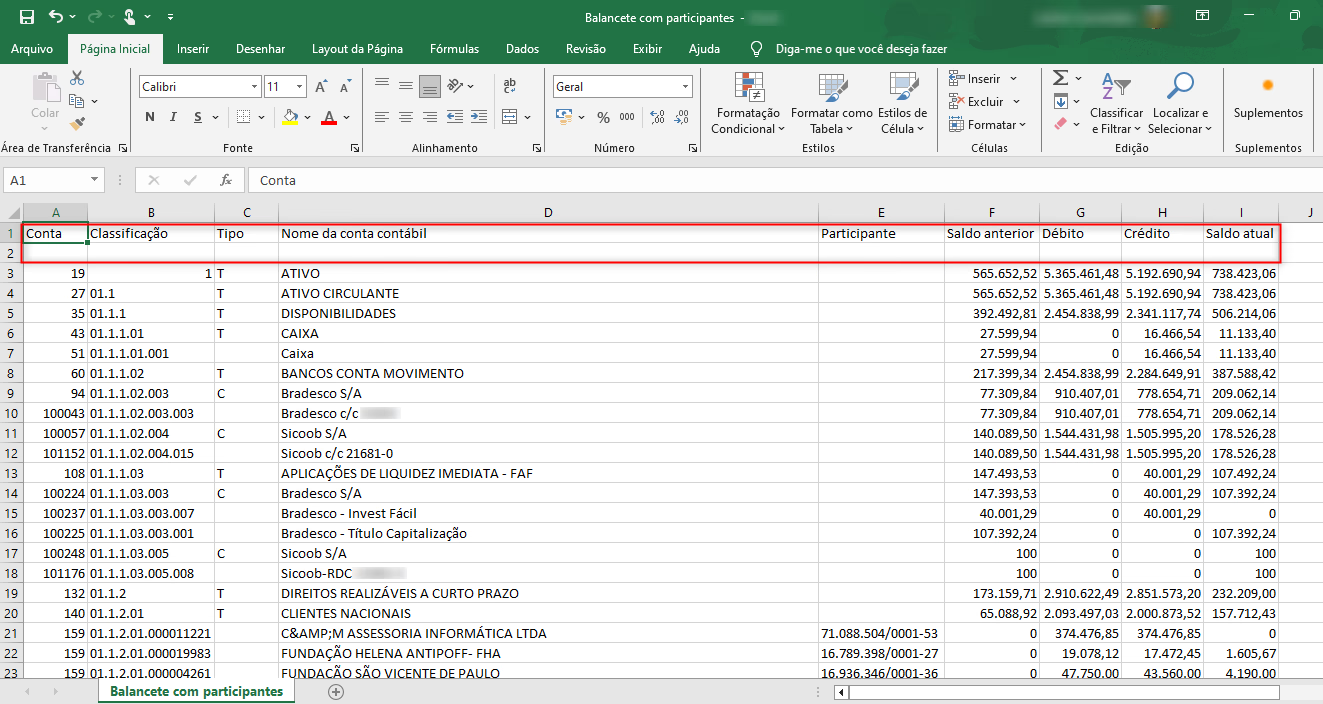 Balancete com participantes -
Arquivo Página Inicial Inserir Desenhar Layout da Página Fórmulas Dados Revisão Exibir Ajuda Diga-me o que você deseja fazer
Colar
Área de Transferência
Calibri 11
N I S A
Fonte
ab
Alinhamento
Geral
% 000
Número
Formatação Condicional
Formatar como Tabela
Estilos de Célula
Estilos
Inserir
Excluir
Formatar
Células
Classificar e Filtrar
Localizar e Selecionar
Edição
Suplementos
Suplementos
A1 fx Conta
A B C D E F G H I J
1 Conta Classificação Tipo Nome da conta contábil Participante Saldo anterior Débito Crédito Saldo atual
2
3 19 1 T ATIVO 565.652,52 5.365.461,48 5.192.690,94 738.423,06
4 27 01.1 T ATIVO CIRCULANTE 565.652,52 5.365.461,48 5.192.690,94 738.423,06
5 35 01.1.1 T DISPONIBILIDADES 392.492,81 2.454.838,99 2.341.117,74 506.214,06
6 43 01.1.1.01 T CAIXA 27.599,94 0 16.466,54 11.133,40
7 51 01.1.1.01.001 Caixa 27.599,94 0 16.466,54 11.133,40
8 60 01.1.1.02 T BANCOS CONTA MOVIMENTO 217.399,34 2.454.838,99 2.284.649,91 387.588,42
9 94 01.1.1.02.003 C Bradesco S/A 77.309,84 910.407,01 778.654,71 209.062,14
10 100043 01.1.1.02.003.003 Bradesco c/c 77.309,84 910.407,01 778.654,71 209.062,14
11 100057 01.1.1.02.004 C Sicoob S/A 140.089,50 1.544.431,98 1.505.995,20 178.526,28
12 101152 01.1.1.02.004.015 Sicoob c/c 21681-0 140.089,50 1.544.431,98 1.505.995,20 178.526,28
13 108 01.1.1.03 T APLICAÇÕES DE LIQUIDEZ IMEDIATA - FAF 147.493,53 0 40.001,29 107.492,24
14 100224 01.1.1.03.003 C Bradesco S/A 147.393,53 0 40.001,29 107.392,24
15 100237 01.1.1.03.003.007 Bradesco - Invest Fácil 40.001,29 0 40.001,29 0
16 100225 01.1.1.03.003.001 Bradesco - Título Capitalização 107.392,24 0 0 107.392,24
17 100248 01.1.1.03.005 C Sicoob S/A 100 0 0 100
18 101176 01.1.1.03.005.008 Sicoob-RDC 100 0 0 100
19 132 01.1.2 T DIREITOS REALIZÁVEIS A CURTO PRAZO 173.159,71 2.910.622,49 2.851.573,20 232.209,00
20 140 01.1.2.01 T CLIENTES NACIONAIS 65.088,92 2.093.497,03 2.000.873,52 157.712,43
21 159 01.1.2.01.000011221 C&AMP;M ASSESSORIA INFORMÁTICA LTDA 71.088.504/0001-53 0 374.476,85 374.476,85 0
22 159 01.1.2.01.000019983 FUNDAÇÃO HELENA ANTIPOFF- FHA 16.789.398/0001-27 0 19.078,12 17.472,45 1.605,67
23 159 01.1.2.01.000004261 FUNDACÃO SÃO VICENTE DE PAULO 16.936.346/0001-36 0 47.750,00 43.560,00 4.190,00
Balancete com participantes